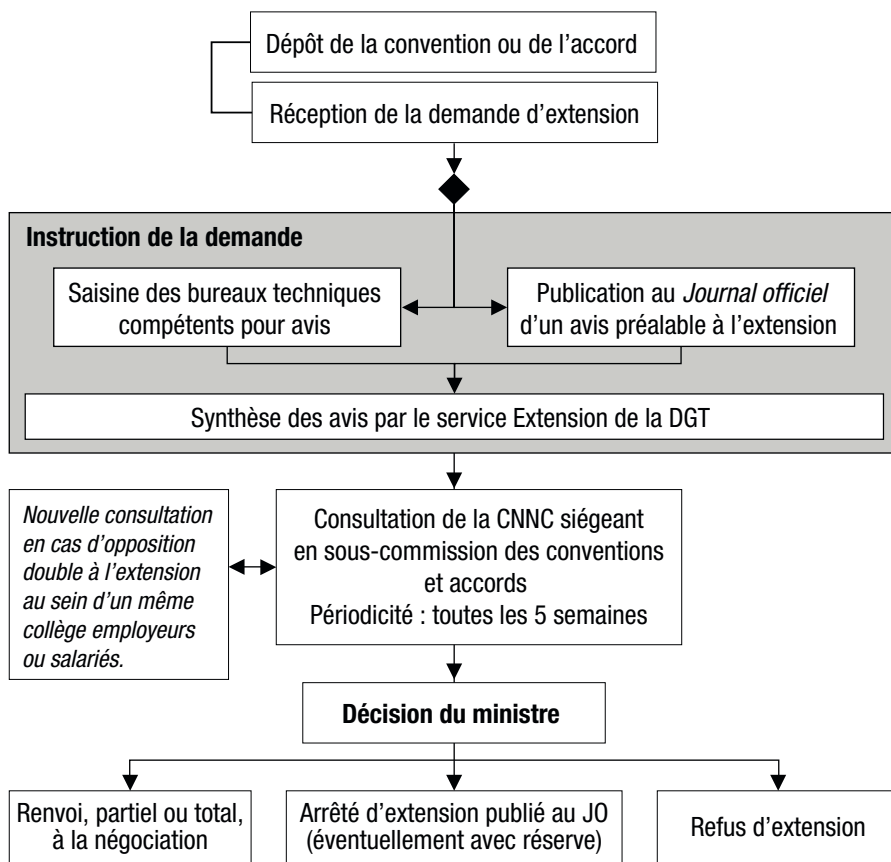 Dépôt de la convention ou de l’accord
Réception de la demande d’extension
Instruction de la demande
Saisine des bureaux techniques
compétents pour avis
Publication au Journal officiel
d’un avis préalable à l’extension
Synthèse des avis par le service Extension de la DGT
Nouvelle consultation
en cas d’opposition
double à l’extension
au sein d’un même
collège employeurs
ou salariés.
Consultation de la CNNC siégeant
en sous-commission des conventions
et accords
Périodicité : toutes les 5 semaines
Décision du ministre
Renvoi, partiel ou total,
à la négociation
Arrêté d’extension publié au JO
(éventuellement avec réserve)
Refus d’extension